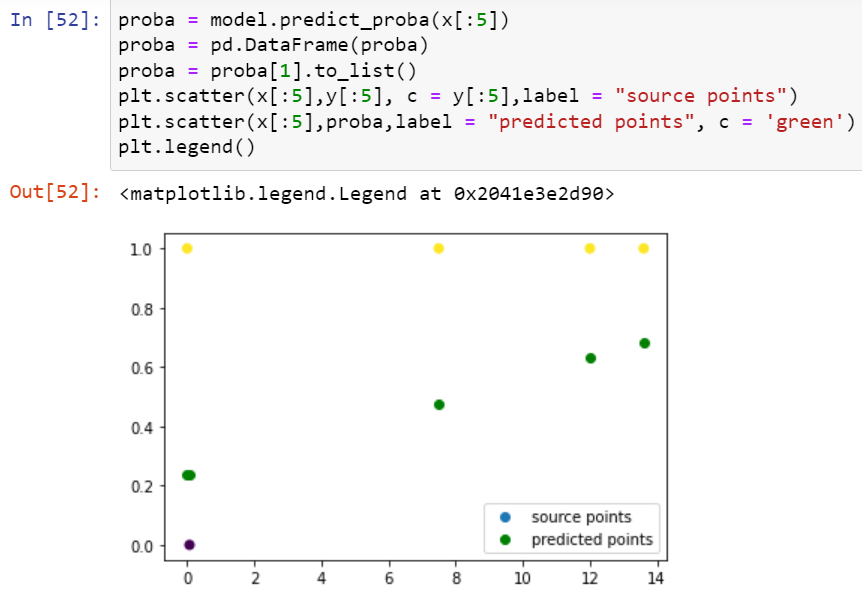 In [52]: proba = model.predict_proba(x[:5])
proba = pd.DataFrame(proba)
proba = proba[1].to_list()
plt.scatter(x[:5],y[:5], c = y[:5],label = "source points")
plt.scatter(x[:5],proba,label = "predicted points", c = 'green')
plt.legend()
Out[52]: <matplotlib.legend.Legend at 0x2041e3e2d90>
1.0
0.8
0.6
0.4
0.2
0.0
source points
predicted points
0 2 4 6 8 10 12 14